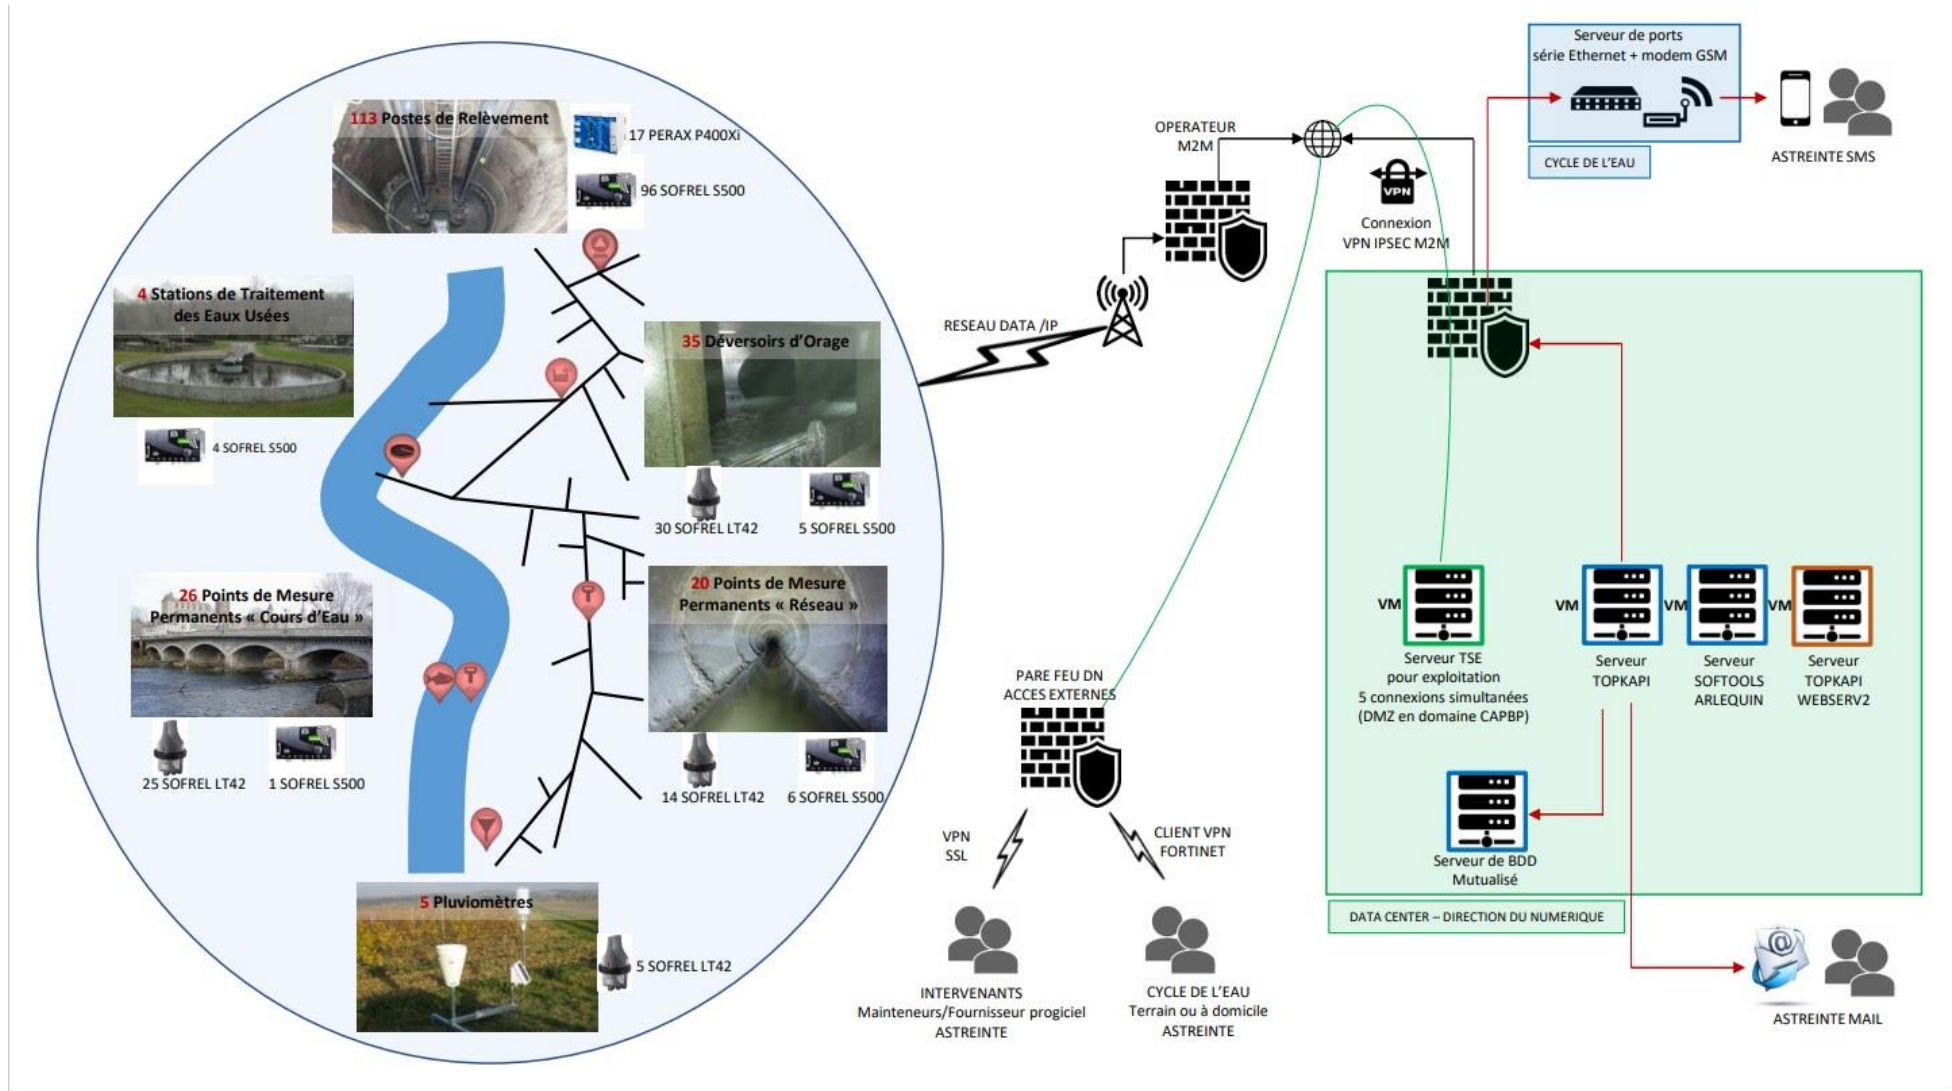 113 Postes de Relèvement
17 PERAX P400Xi
96 SOFREL S500
4 Stations de Traitement
des Eaux Usées
4 SOFREL S500
35 Déversoirs d'Orage
30 SOFREL LT42
5 SOFREL S500
26 Points de Mesure
Permanents « Cours d'Eau »
25 SOFREL LT42
1 SOFREL S500
20 Points de Mesure
Permanents « Réseau »
14 SOFREL LT42
6 SOFREL S500
5 Pluviomètres
5 SOFREL LT42
RESEAU DATA /IP
OPERATEUR
M2M
VPN
Connexion
VPN IPSEC M2M
Serveur de ports
série Ethernet + modem GSM
CYCLE DE L'EAU
ASTREINTE SMS
PARE FEU DN
ACCES EXTERNES
VPN
SSL
CLIENT VPN
FORTINET
INTERVENANTS
Mainteneurs/Fournisseur progiciel
ASTREINTE
CYCLE DE L'EAU
Terrain ou à domicile
ASTREINTE
VM
Serveur TSE
pour exploitation
5 connexions simultanées
(DMZ en domaine CAPBP)
VM
Serveur
TOPKAPI
VM
Serveur
SOFTOOLS
ARLEQUIN
VM
Serveur
TOPKAPI
WEBSERV2
Serveur de BDD
Mutualisé
DATA CENTER – DIRECTION DU NUMERIQUE
@
ASTREINTE MAIL